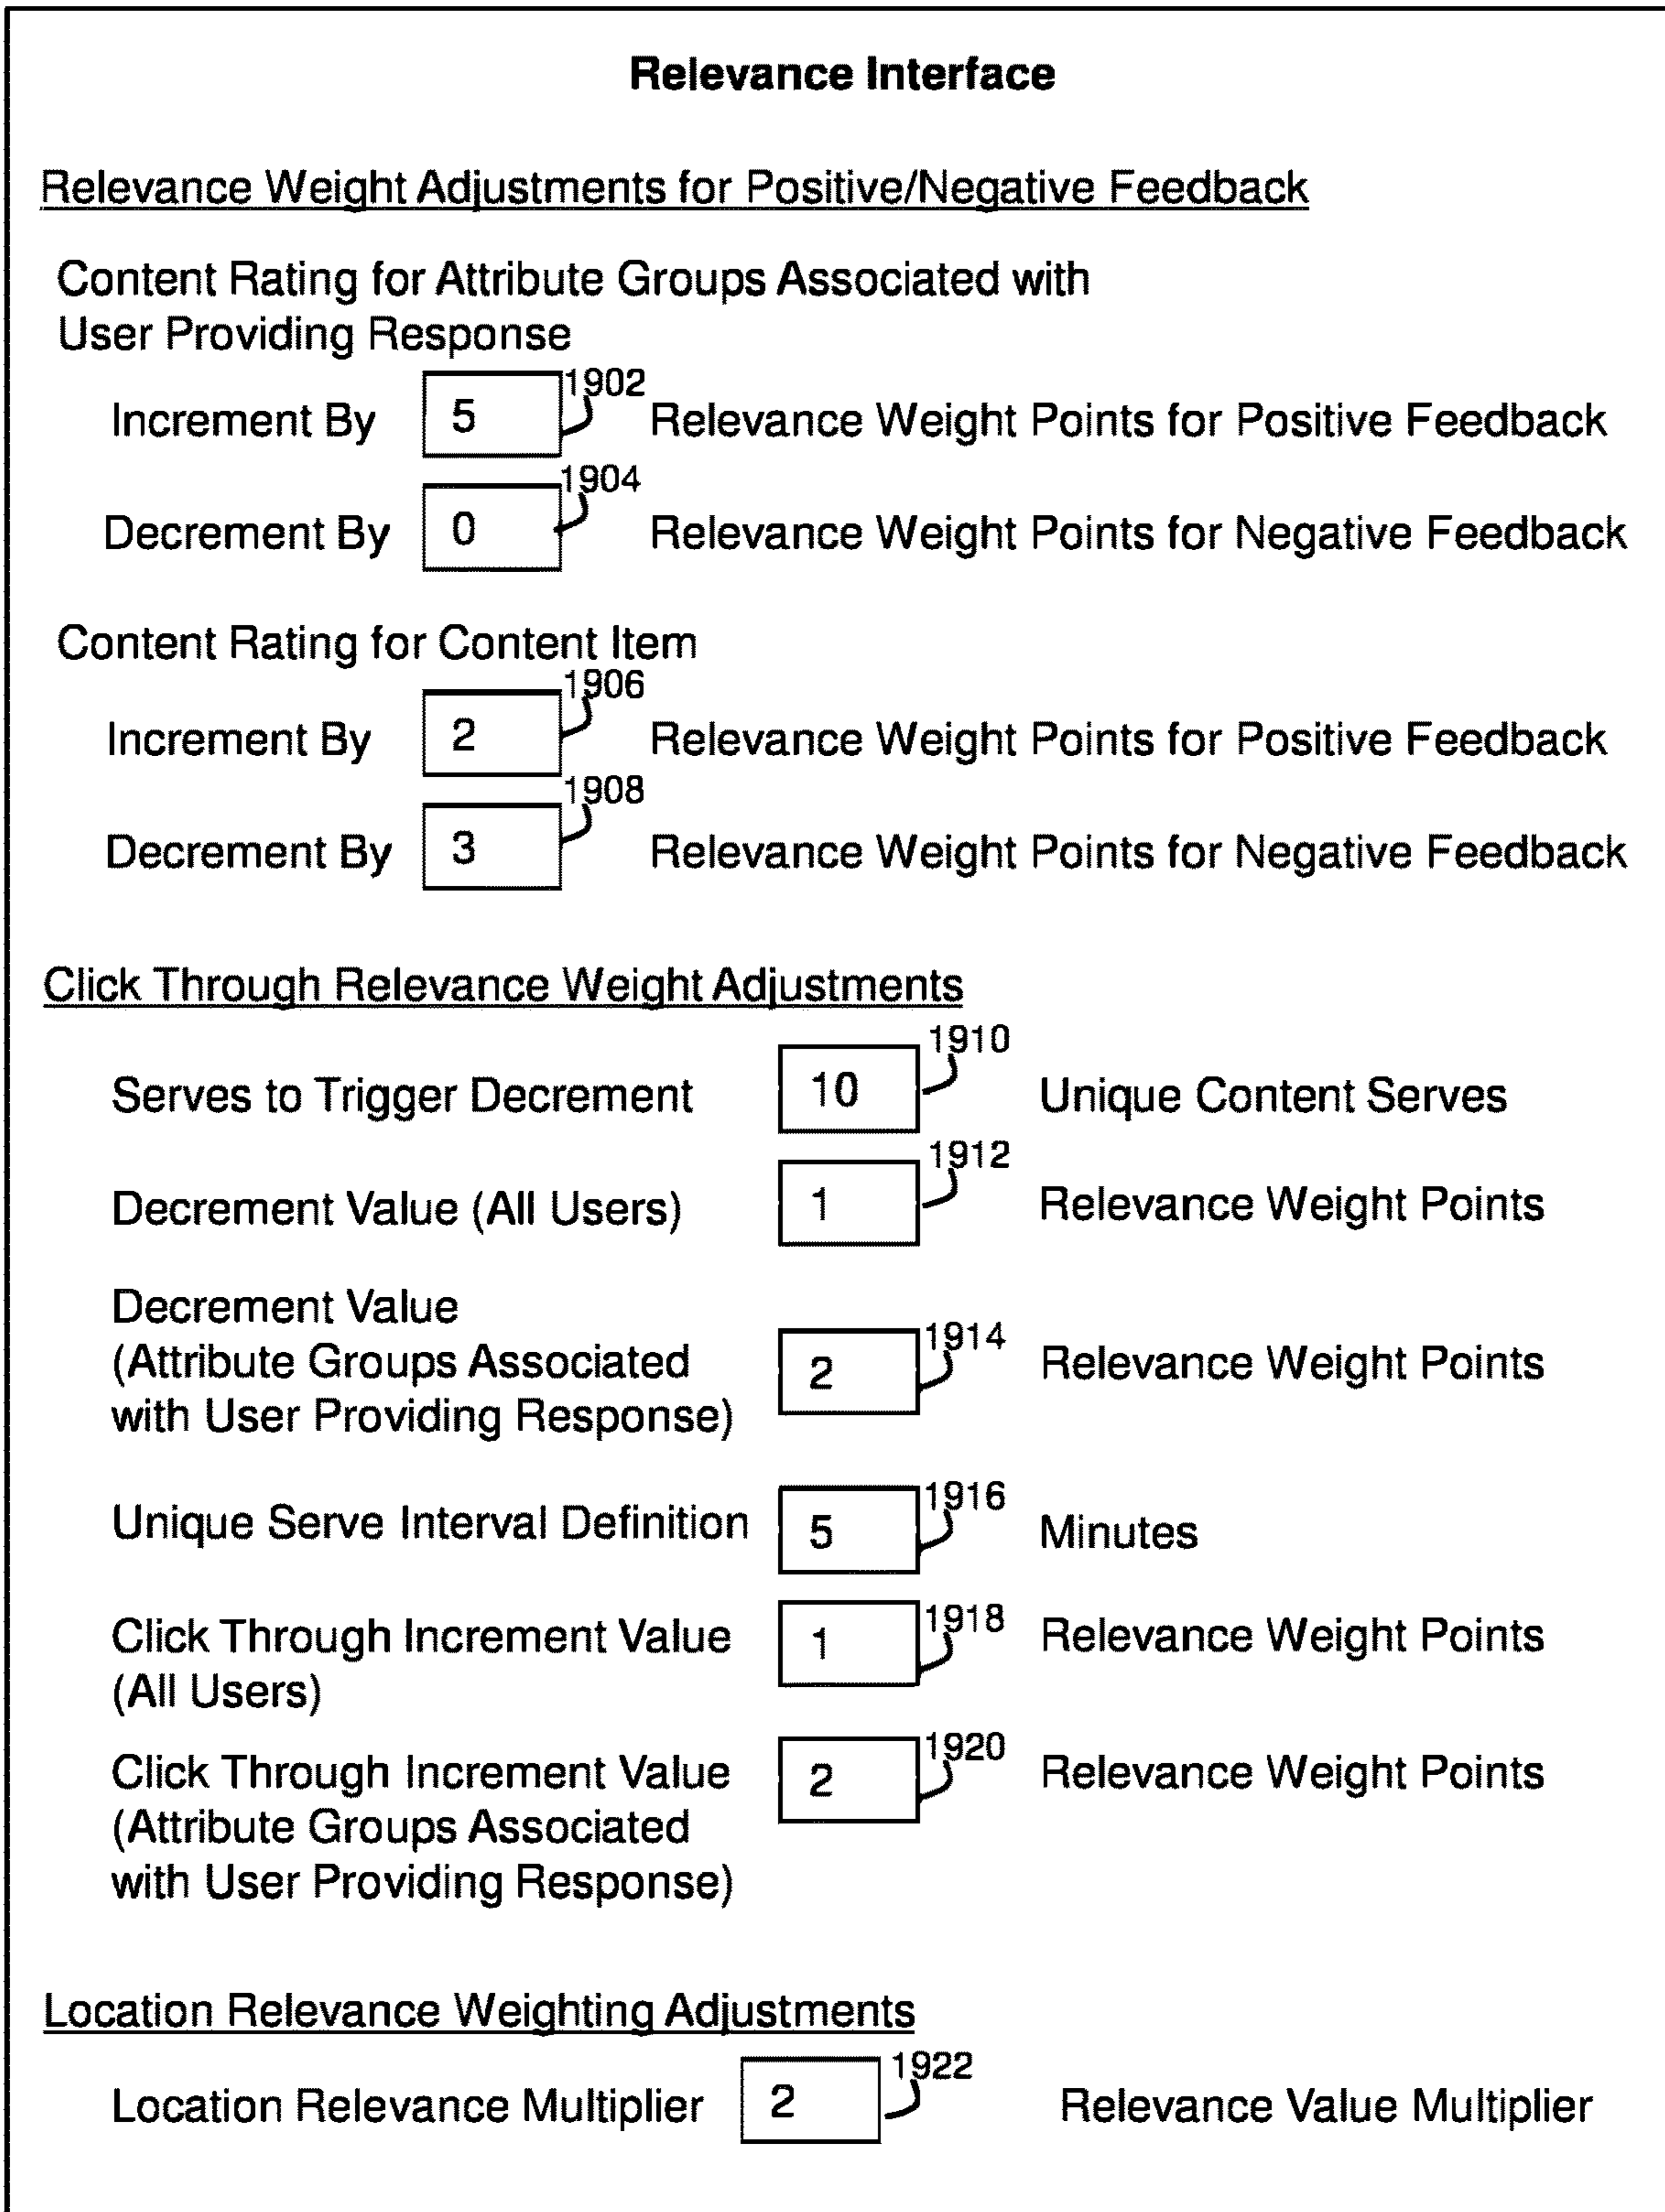 Relevance Interface
Relevance Weight Adjustments for Positive/Negative Feedback
Content Rating for Attribute Groups Associated with
User Providing Response
Increment By 5 1902 Relevance Weight Points for Positive Feedback
Decrement By 0 1904 Relevance Weight Points for Negative Feedback
Content Rating for Content Item
Increment By 2 1906 Relevance Weight Points for Positive Feedback
Decrement By 3 1908 Relevance Weight Points for Negative Feedback
Click Through Relevance Weight Adjustments
Serves to Trigger Decrement 10 1910 Unique Content Serves
Decrement Value (All Users) 1 1912 Relevance Weight Points
Decrement Value
(Attribute Groups Associated 2 1914 Relevance Weight Points
with User Providing Response)
Unique Serve Interval Definition 5 1916 Minutes
Click Through Increment Value 1 1918 Relevance Weight Points
(All Users)
Click Through Increment Value 2 1920 Relevance Weight Points
(Attribute Groups Associated
with User Providing Response)
Location Relevance Weighting Adjustments
Location Relevance Multiplier 2 1922 Relevance Value Multiplier